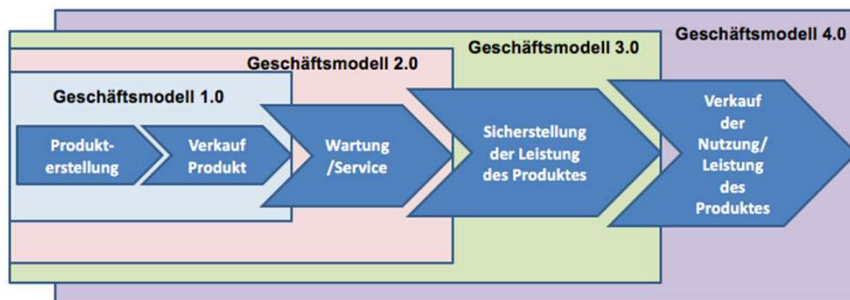 Geschäftsmodell 4.0
Geschäftsmodell 3.0
Geschäftsmodell 2.0
Geschäftsmodell 1.0
Produkt-
erstellung
Verkauf
Produkt
Wartung
/Service
Sicherstellung
der Leistung
des Produktes
Verkauf
der
Nutzung/
Leistung
des
Produktes